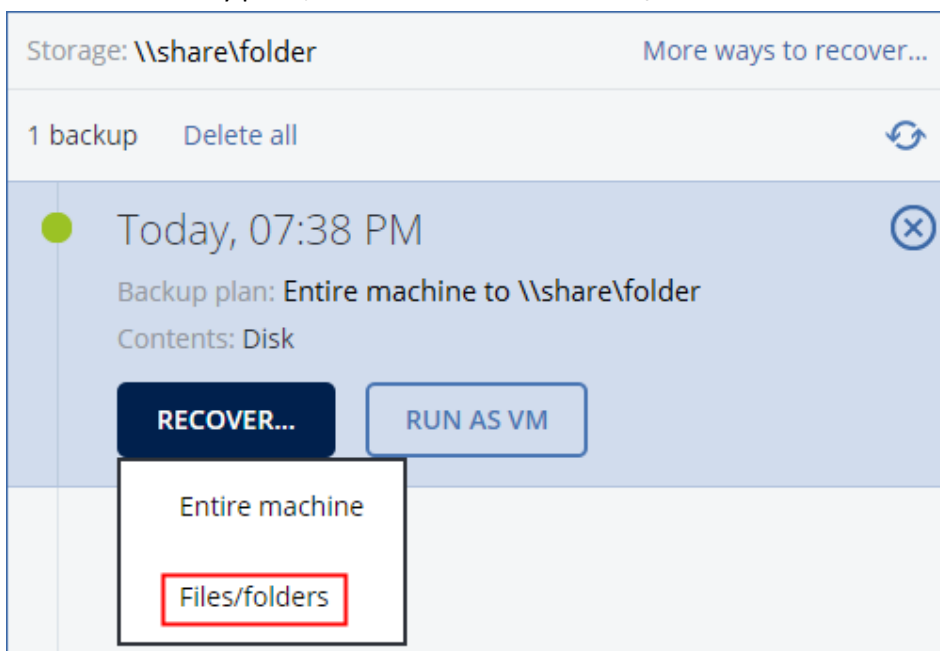 Storage: \\share\folder More ways to recover...
1 backup Delete all
Today, 07:38 PM
Backup plan: Entire machine to \\share\folder
Contents: Disk
RECOVER... RUN AS VM
Entire machine
Files/folders